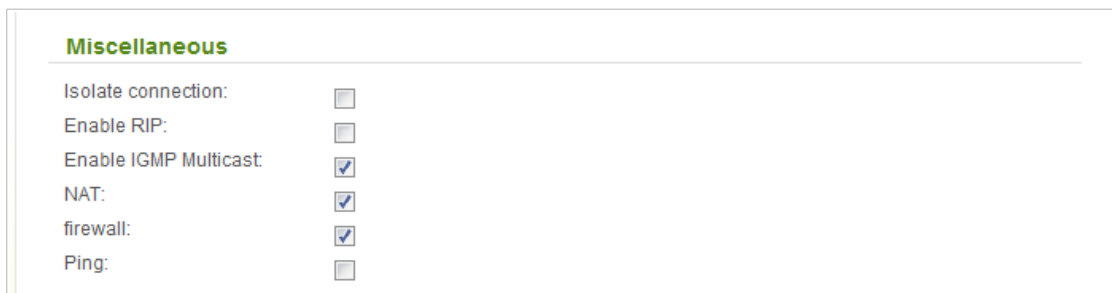 Miscellaneous
Isolate connection:
Enable RIP:
Enable IGMP Multicast:
NAT:
firewall:
Ping: